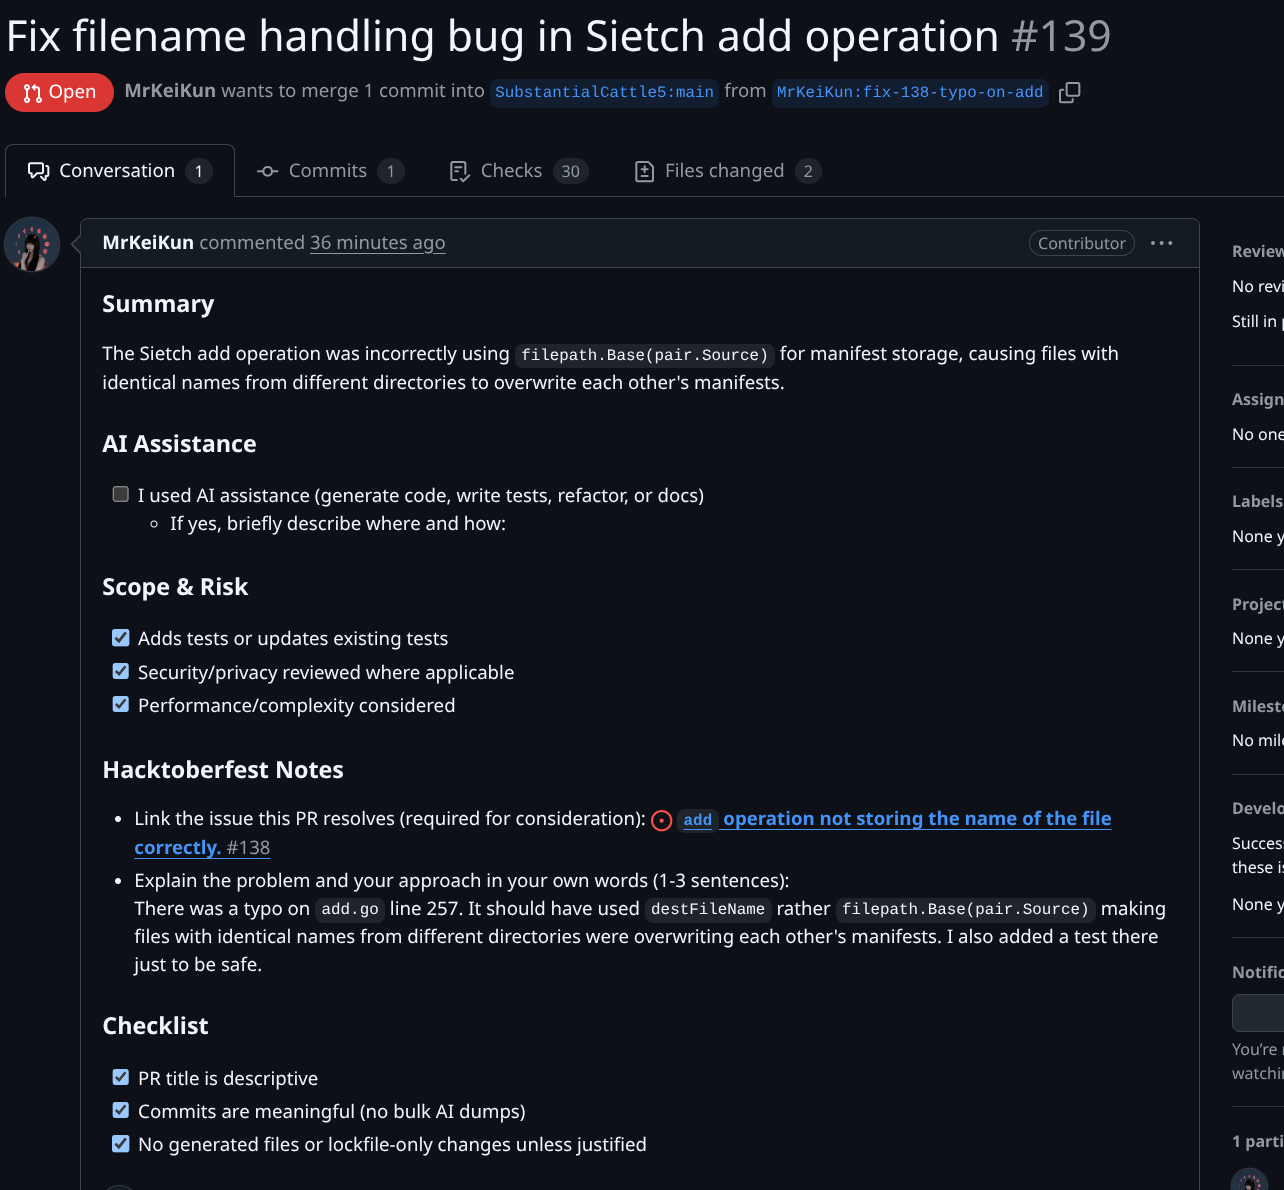 Fix filename handling bug in Sietch add operation #139
Open MrKeiKun wants to merge 1 commit into SubstantialCattle5:main from MrKeiKun:fix-138-typo-on-add
Conversation 1 Commits 1 Checks 30 Files changed 2
MrKeiKun commented 36 minutes ago Contributor
Summary
The Sietch add operation was incorrectly using filepath.Base(pair.Source) for manifest storage, causing files with
identical names from different directories to overwrite each other's manifests.
AI Assistance
I used AI assistance (generate code, write tests, refactor, or docs)
If yes, briefly describe where and how:
Scope & Risk
Adds tests or updates existing tests
Security/privacy reviewed where applicable
Performance/complexity considered
Hacktoberfest Notes
Link the issue this PR resolves (required for consideration): add operation not storing the name of the file
correctly. #138
Explain the problem and your approach in your own words (1-3 sentences):
There was a typo on add.go line 257. It should have used destFileName rather filepath.Base(pair.Source) making
files with identical names from different directories were overwriting each other's manifests. I also added a test there
just to be safe.
Checklist
PR title is descriptive
Commits are meaningful (no bulk AI dumps)
No generated files or lockfile-only changes unless justified
Review
No revi
Still in p
Assign
No one
Labels
None y
Project
None y
Milesto
No mile
Develo
Succes
these is
None y
Notific
You're
watchi
1 parti